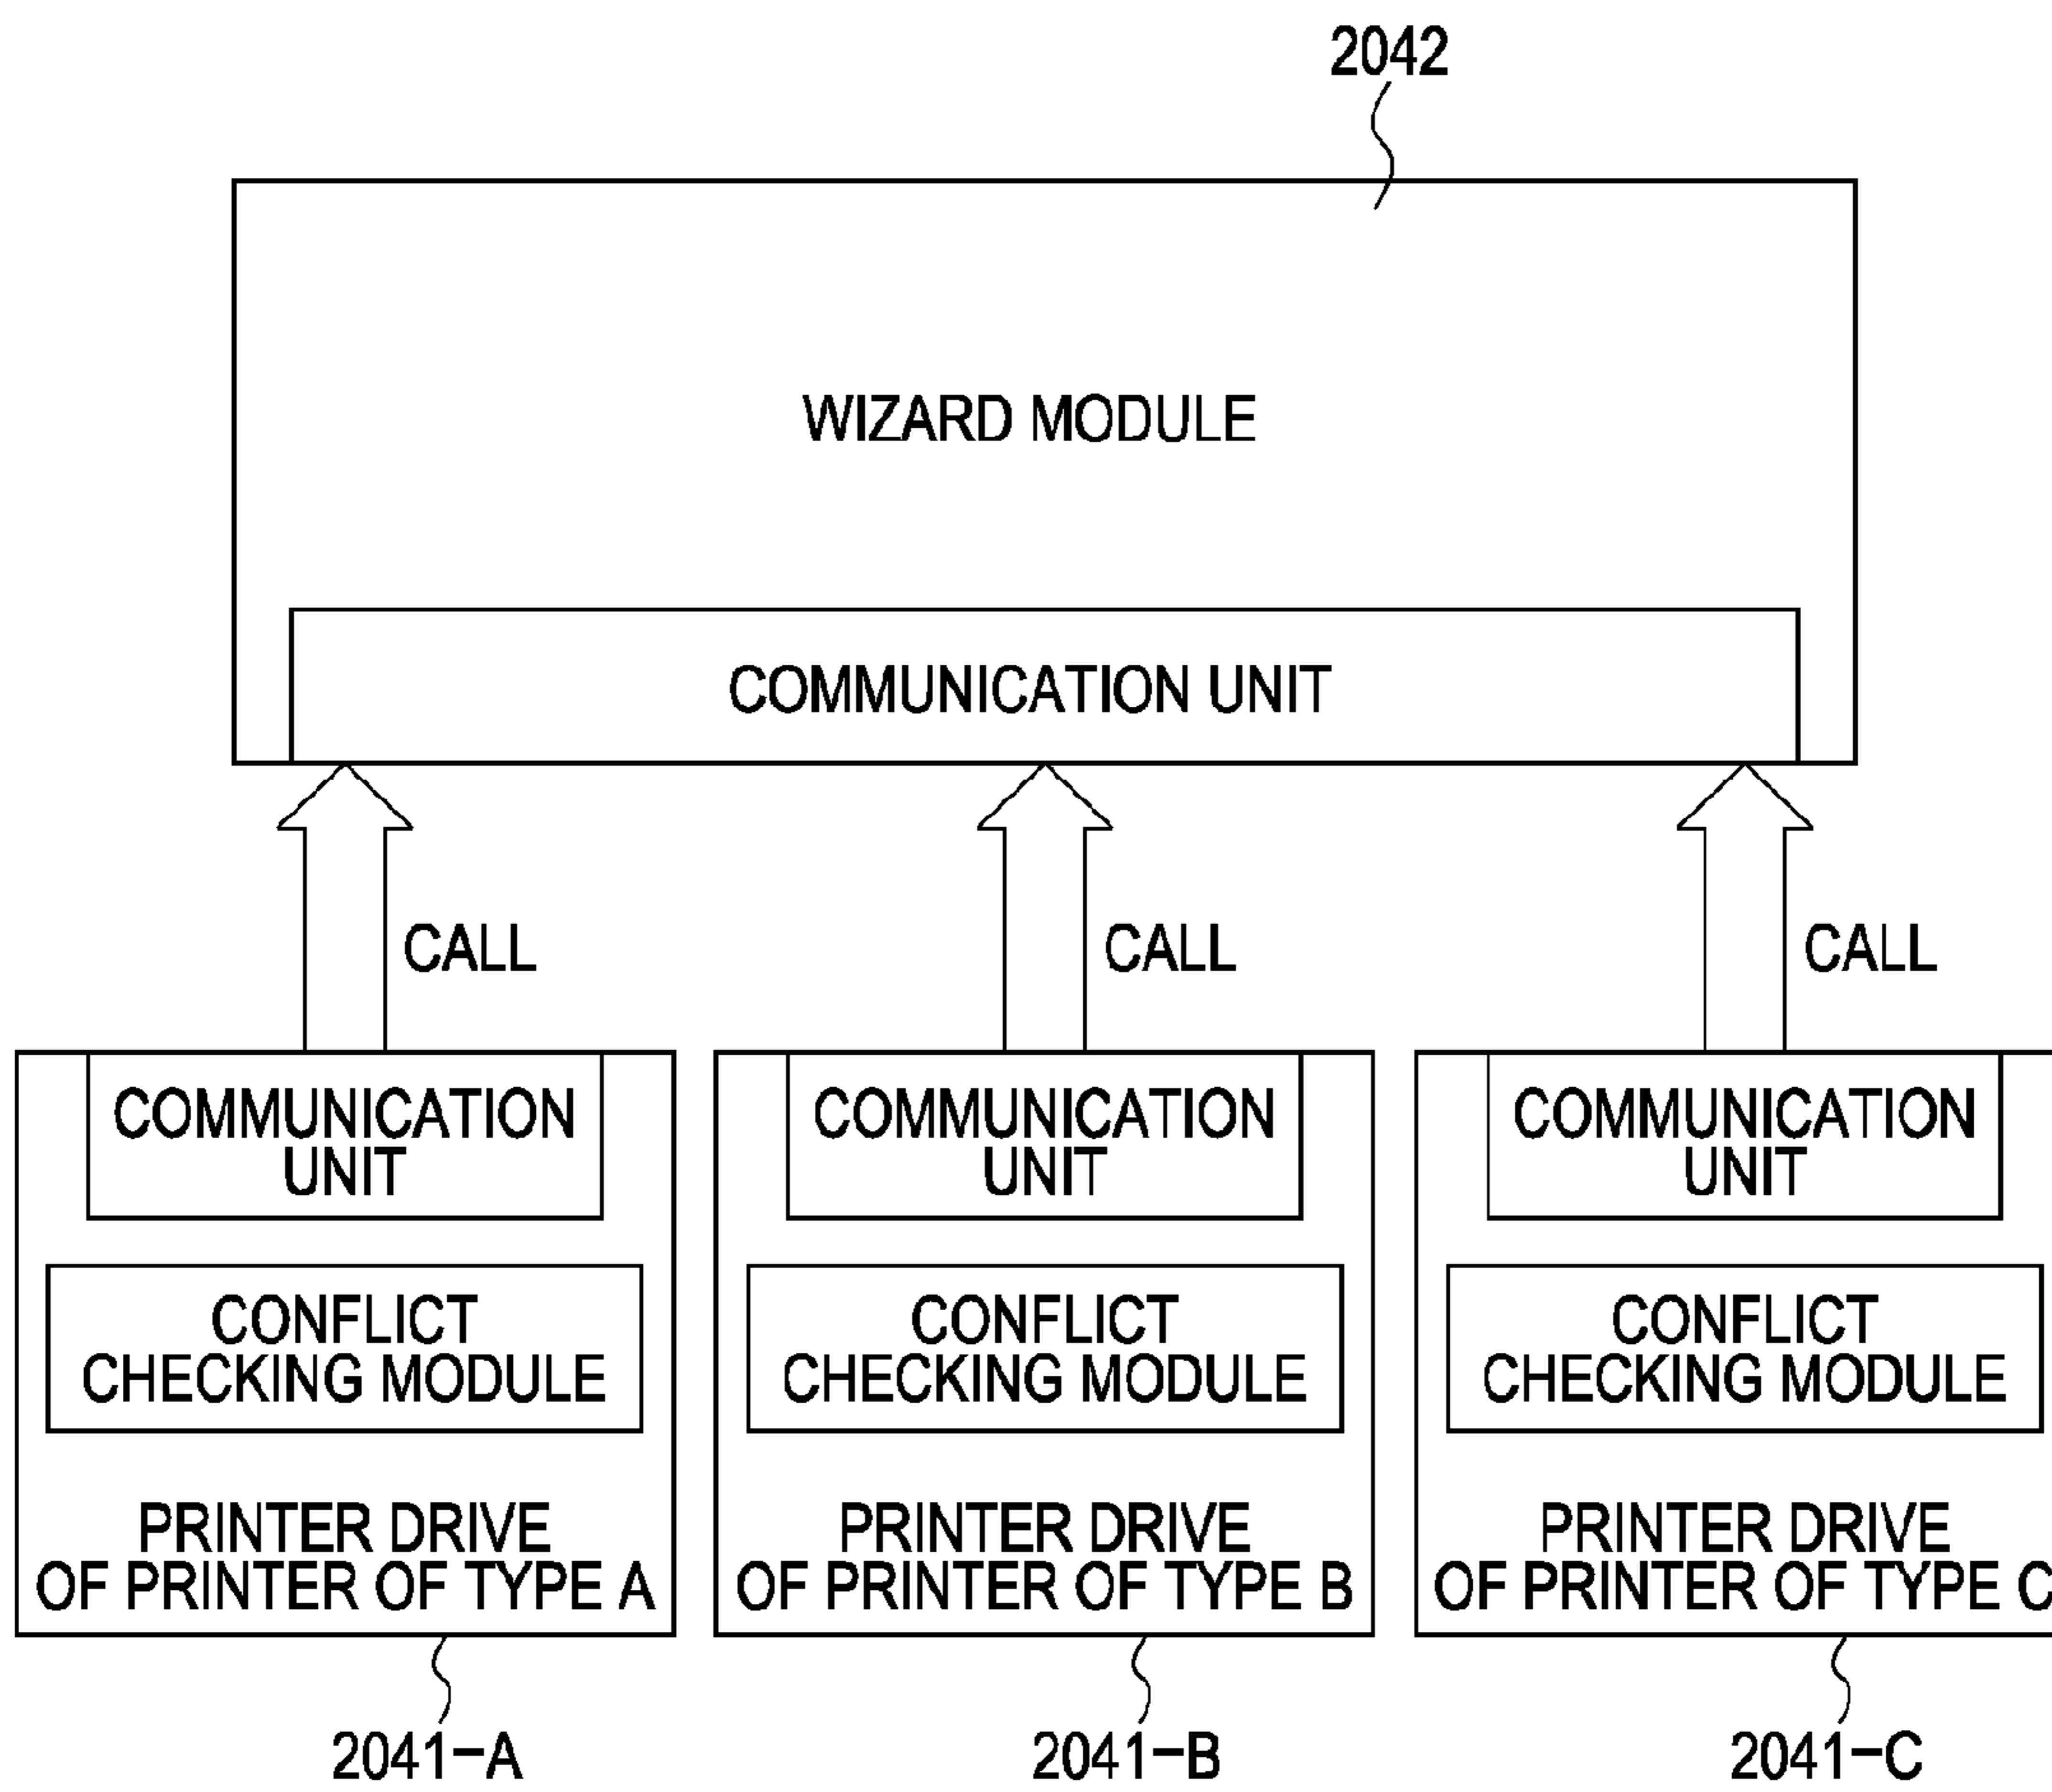 2042
WIZARD MODULE
COMMUNICATION UNIT
CALL
CALL
CALL
COMMUNICATION
UNIT
CONFLICT
CHECKING MODULE
PRINTER DRIVE
OF PRINTER OF TYPE A
2041-A
COMMUNICATION
UNIT
CONFLICT
CHECKING MODULE
PRINTER DRIVE
OF PRINTER OF TYPE B
2041-B
COMMUNICATION
UNIT
CONFLICT
CHECKING MODULE
PRINTER DRIVE
OF PRINTER OF TYPE C
2041-C